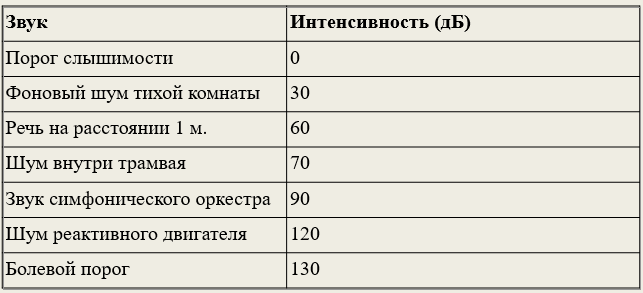 Звук Интенсивность (дБ)
Порог слышимости 0
Фоновый шум тихой комнаты 30
Речь на расстоянии 1 м. 60
Шум внутри трамвая 70
Звук симфонического оркестра 90
Шум реактивного двигателя 120
Болевой порог 130